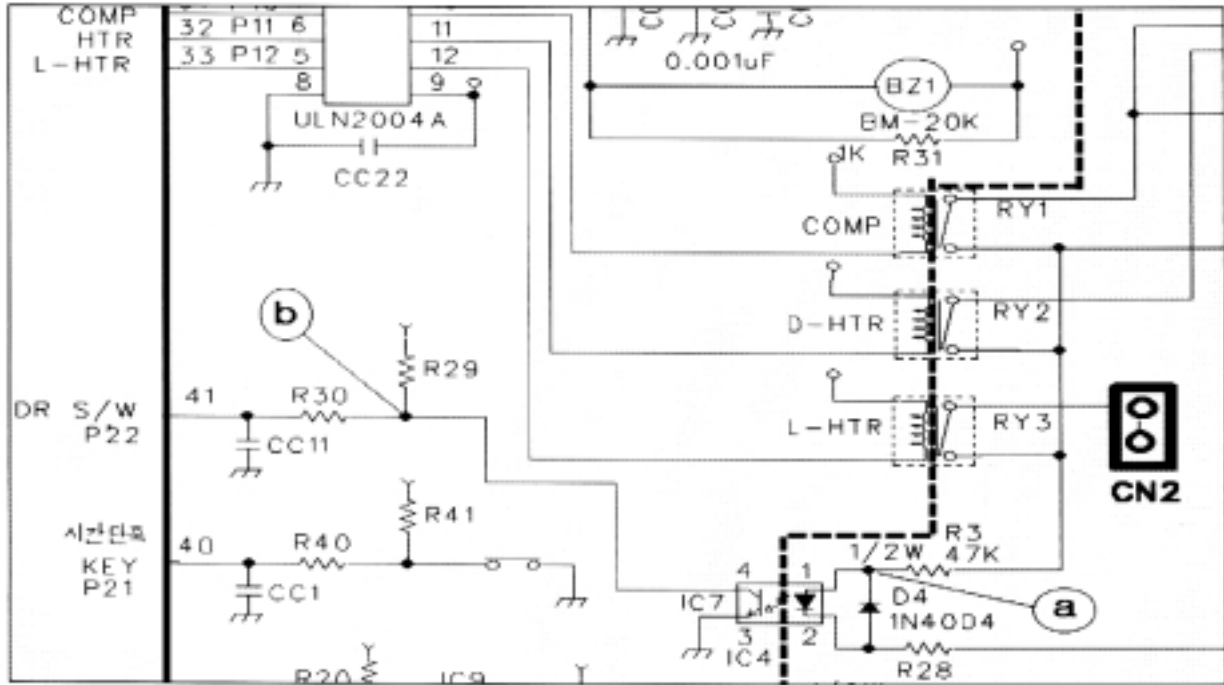 COMP
HTR
L-HTR
32 P11 6
33 P12 5
8
11
12
9
ULN2004A
CC22
0.001uF
BZ1
BM-20K
1K R31
COMP
RY1
D-HTR
RY2
L-HTR
RY3
CN2
b
R29
DR S/W
P22
41
R30
CC11
R41
시간단축
KEY
P21
40
R40
CC1
R3
1/2W 47K
4 1
IC7
D4
1N40D4
a
3 2
IC4
R28
R20
IC9